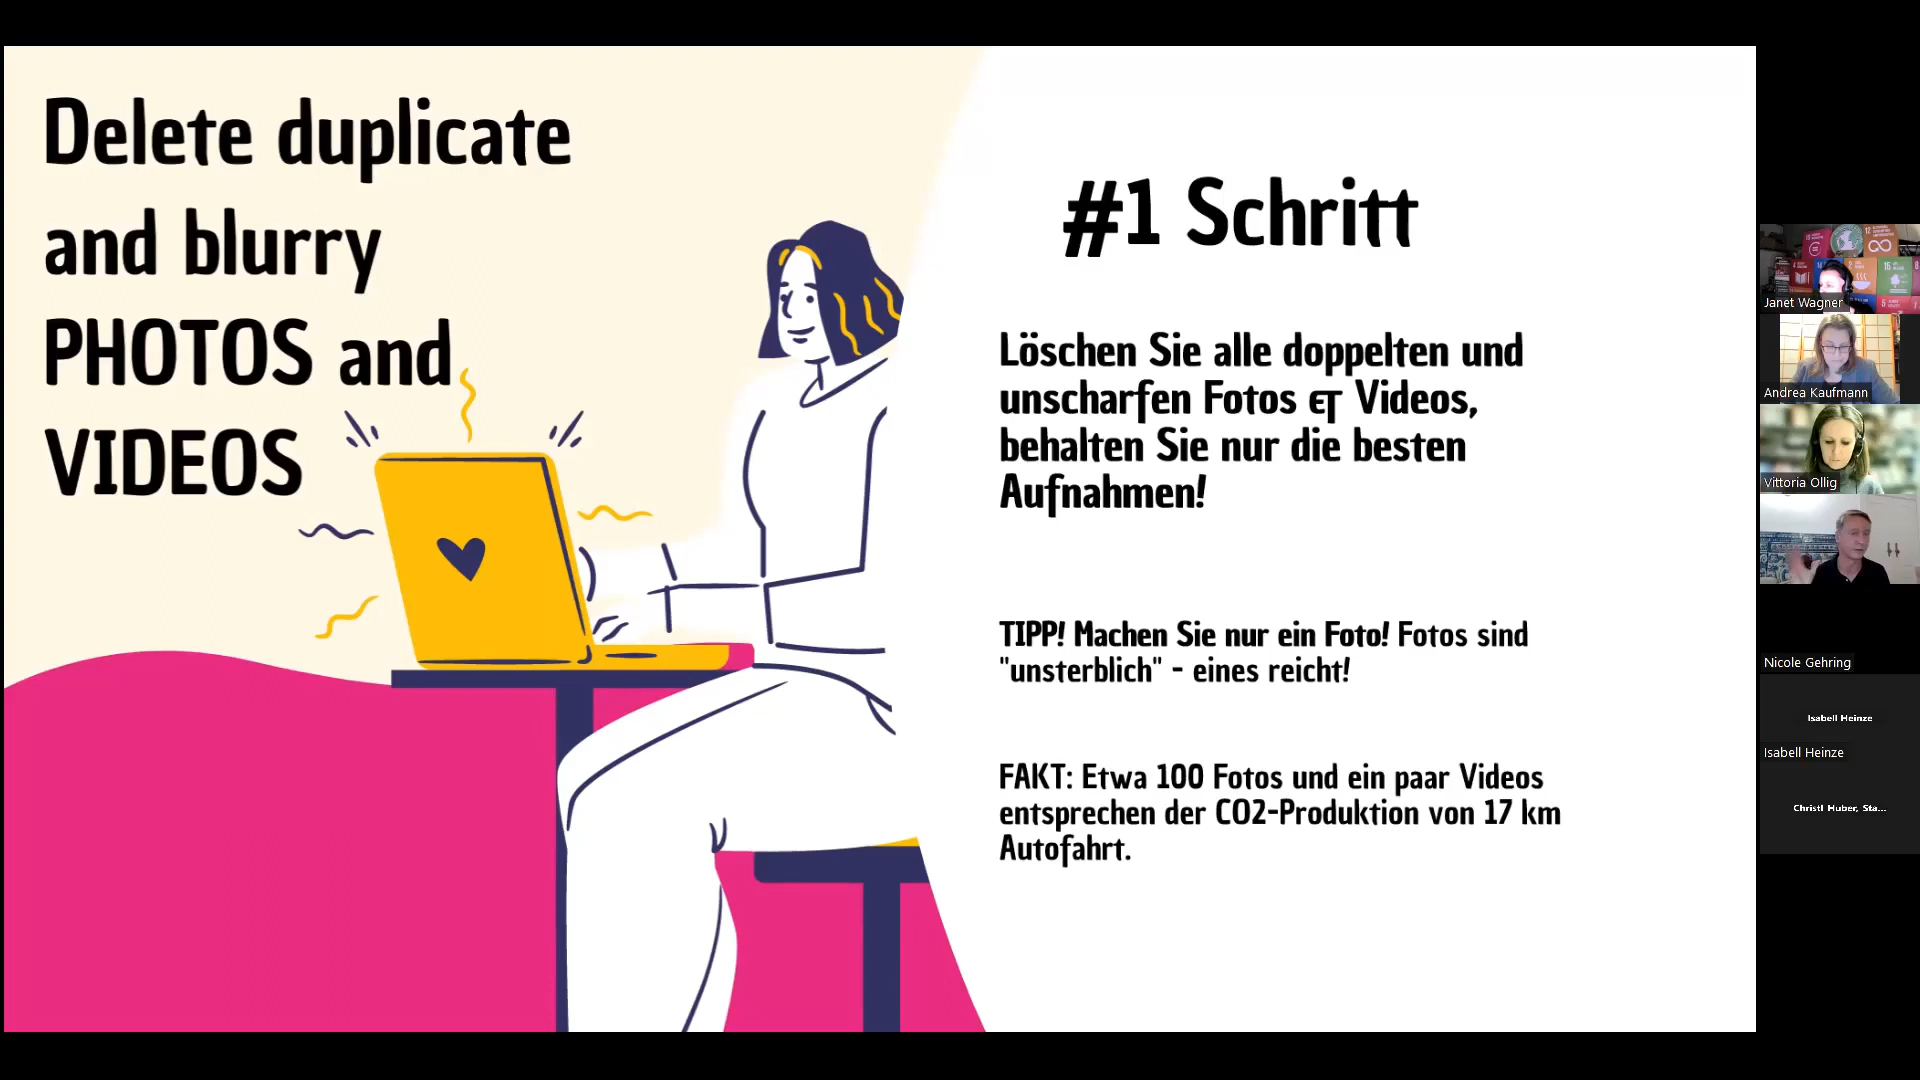 Delete duplicate
and blurry
PHOTOS and
VIDEOS
#1 Schritt
Löschen Sie alle doppelten und
unscharfen Fotos & Videos,
behalten Sie nur die besten
Aufnahmen!
TIPP! Machen Sie nur ein Foto! Fotos sind
"unsterblich" - eines reicht!
FAKT: Etwa 100 Fotos und ein paar Videos
entsprechen der CO2-Produktion von 17 km
Autofahrt.
Janet Wagner
Andrea Kaufmann
Vittoria Ollig
Nicole Gehring
Isabell Heinze
Isabell Heinze
Christl Huber, Sta...